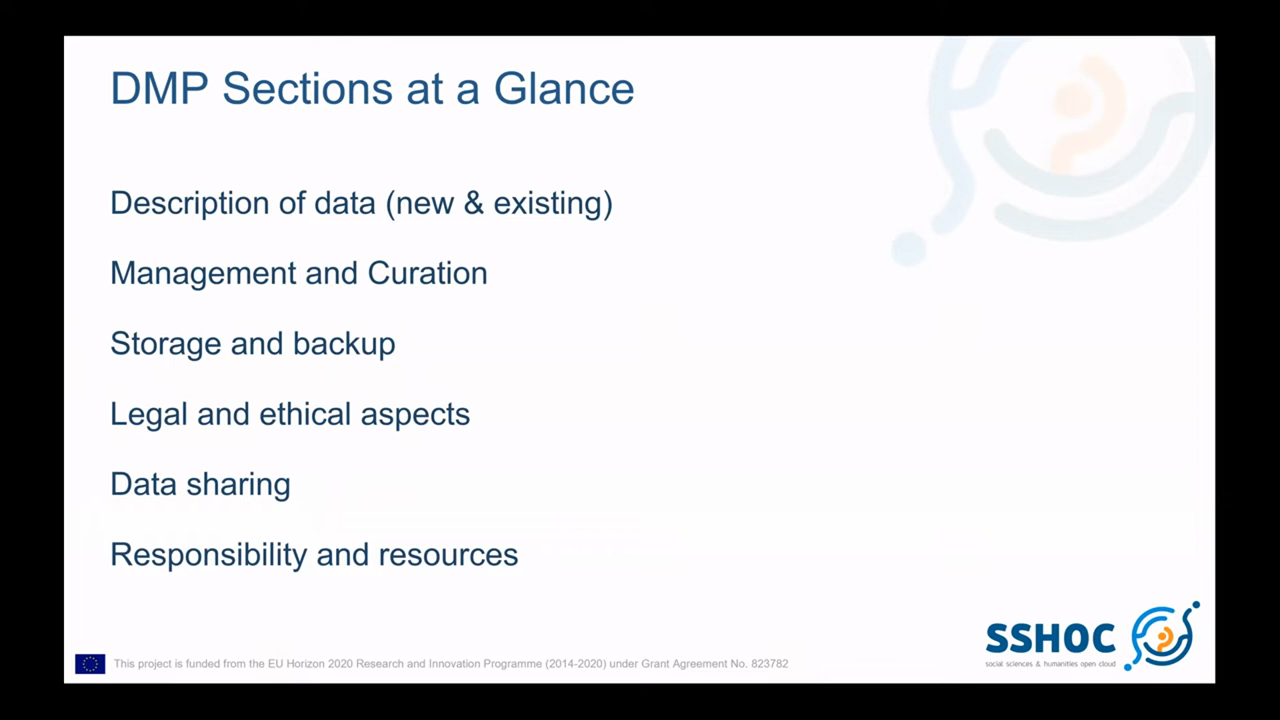 DMP Sections at a Glance
Description of data (new & existing)
Management and Curation
Storage and backup
Legal and ethical aspects
Data sharing
Responsibility and resources
This project is funded from the EU Horizon 2020 Research and Innovation Programme (2014-2020) under Grant Agreement No. 823782
SSHOC
social sciences & humanities open cloud